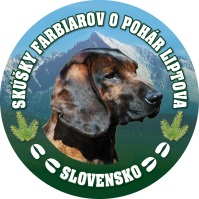 SKÚŠKY FARBIAROV O POHÁR LIPTOVA
SLOVENSKO